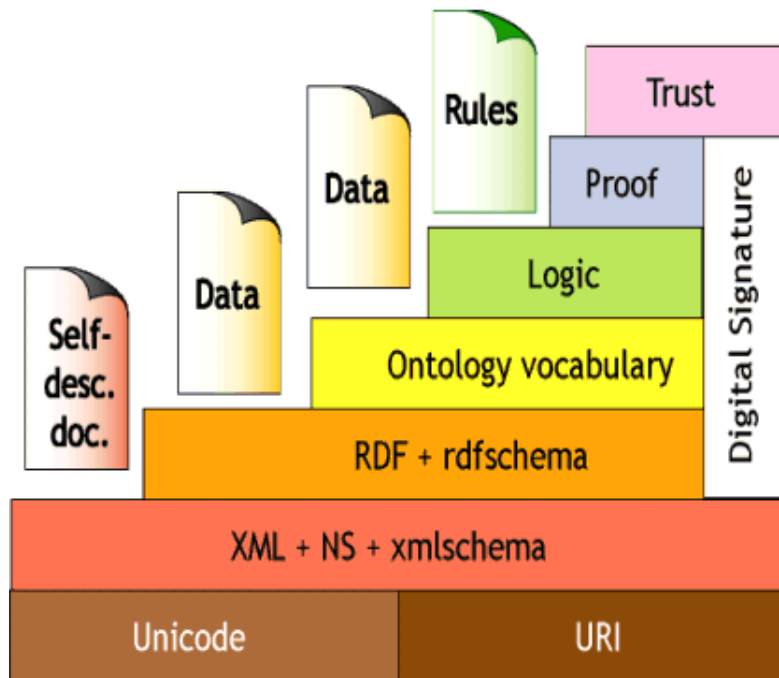 Rules
Trust
Data
Proof
Data
Logic
Self-
desc.
doc.
Ontology vocabulary
Digital Signature
RDF + rdfschema
XML + NS + xmlschema
Unicode
URI